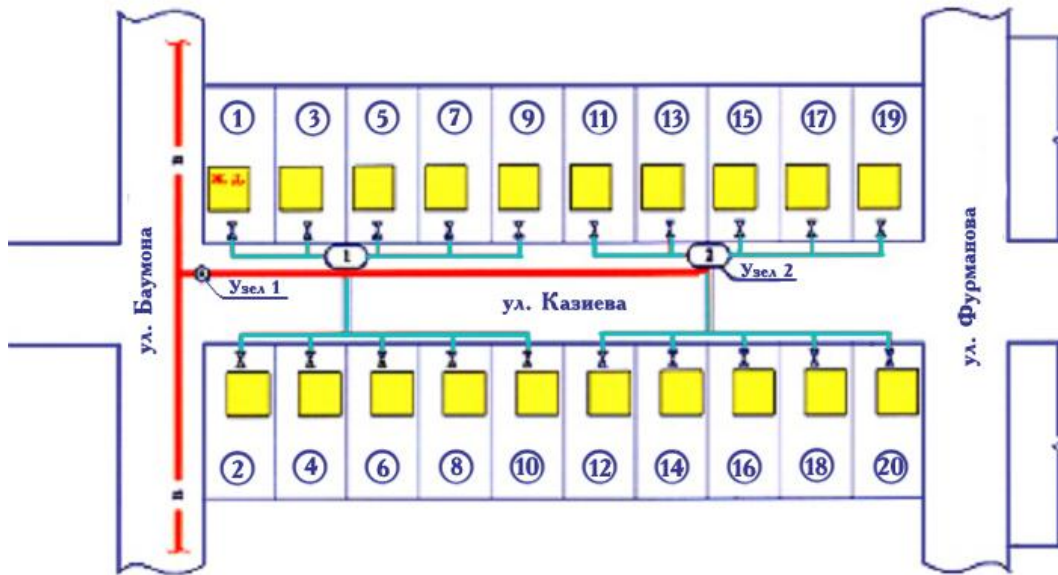 1 3 5 7 9 11 13 15 17 19
ж. д.
в
1
2
Узел 1
Узел 2
ул. Казиева
ул. Баумона
ул. Фурманова
в
2 4 6 8 10 12 14 16 18 20